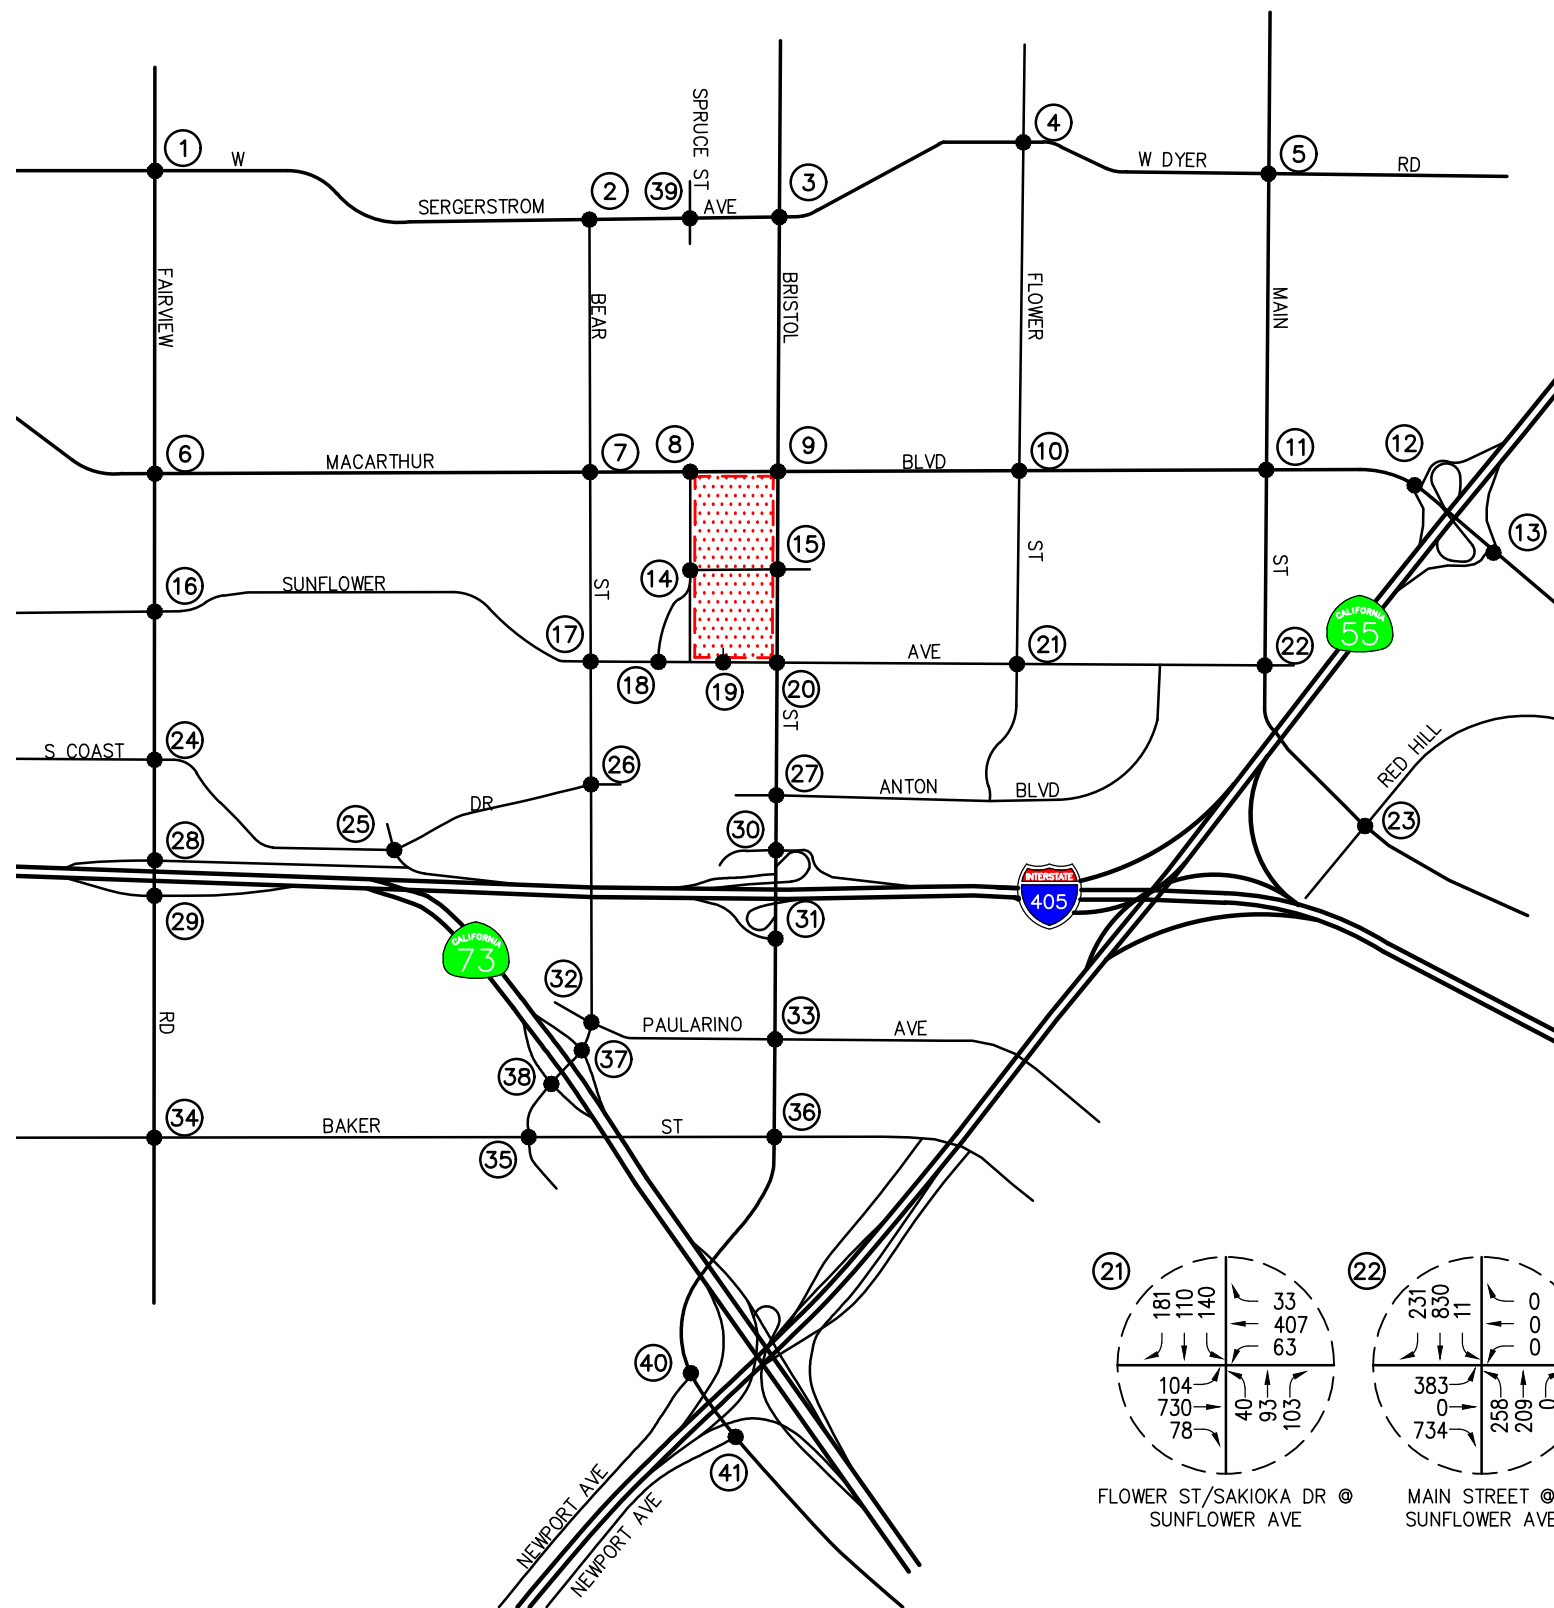 SPRUCE ST
1
W
4
W DYER
5
RD
2
39
3
SERGERSTROM
AVE
FAIRVIEW
BEAR
BRISTOL
FLOWER
MAIN
6
MACARTHUR
7
8
9
BLVD
10
11
12
13
14
15
ST
ST
16
SUNFLOWER
ST
CALIFORNIA
55
17
18
19
20
AVE
21
22
ST
24
S COAST
26
27
ANTON
BLVD
RED HILL
DR
25
23
28
30
29
31
INTERSTATE
405
CALIFORNIA
73
32
RD
PAULARINO
33
AVE
37
38
34
BAKER
ST
36
35
40
41
NEWPORT AVE
NEWPORT AVE
21
181
110
140
33
407
63
104
730
78
40
93
103
FLOWER ST/SAKIOKA DR @
SUNFLOWER AVE
22
231
830
11
0
0
0
383
0
734
258
209
0
MAIN STREET @
SUNFLOWER AVE